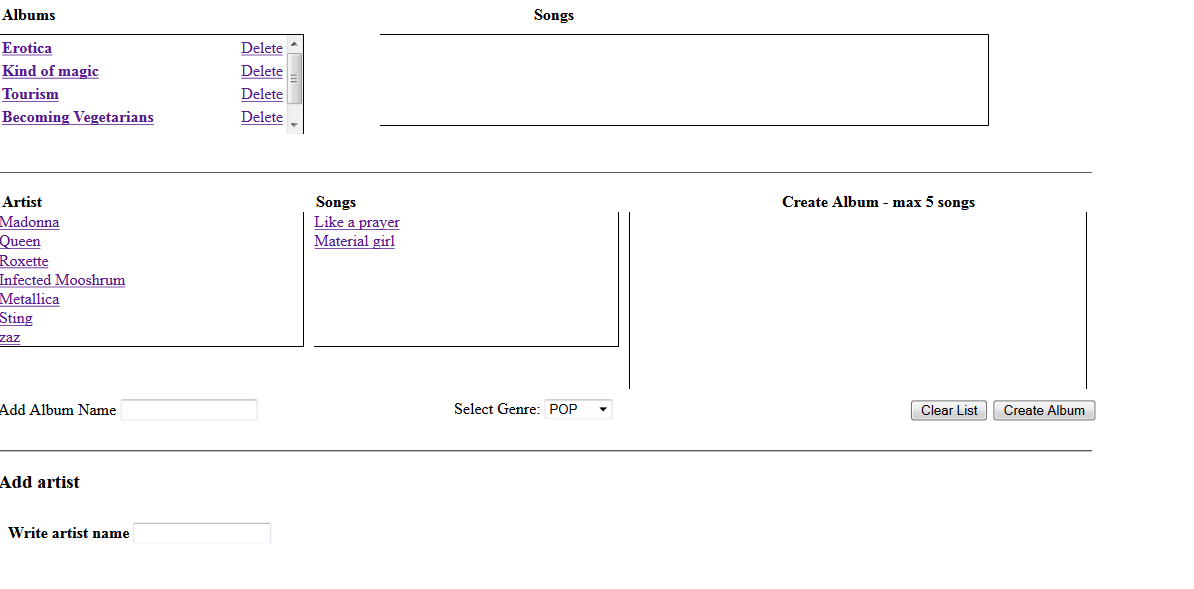 Albums Songs
Erotica Delete
Kind of magic Delete
Tourism Delete
Becoming Vegetarians Delete
Artist Songs Create Album - max 5 songs
Madonna Like a prayer
Queen Material girl
Roxette
Infected Mooshrum
Metallica
Sting
zaz
Add Album Name Select Genre: POP Clear List Create Album
Add artist
Write artist name